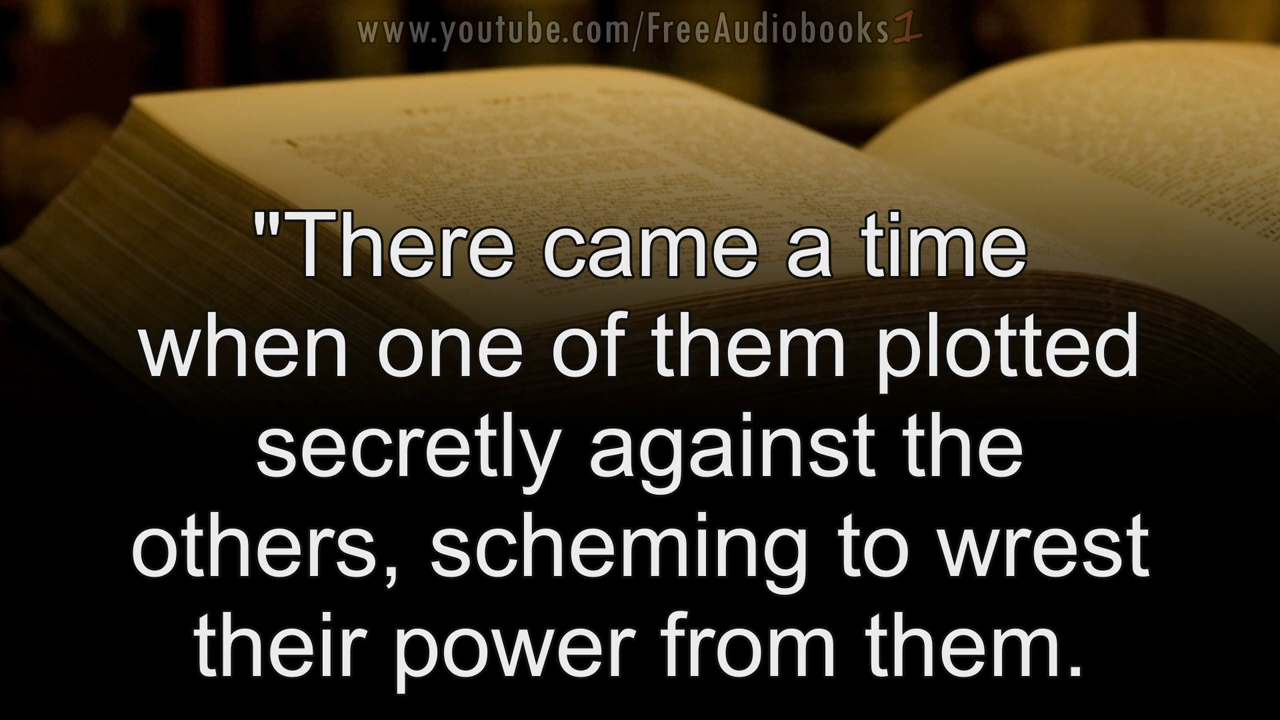 www.youtube.com/FreeAudiobooks1
"There came a time
when one of them plotted
secretly against the
others, scheming to wrest
their power from them.